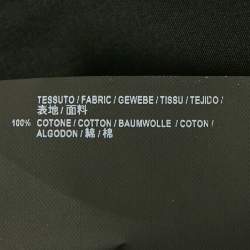 TESSUTO / FABRIC / GEWEBE / TISSU / TEJIDO /
表地 / 面料
100% COTONE / COTTON / BAUMWOLLE / COTON /
ALGODON / 綿 / 棉